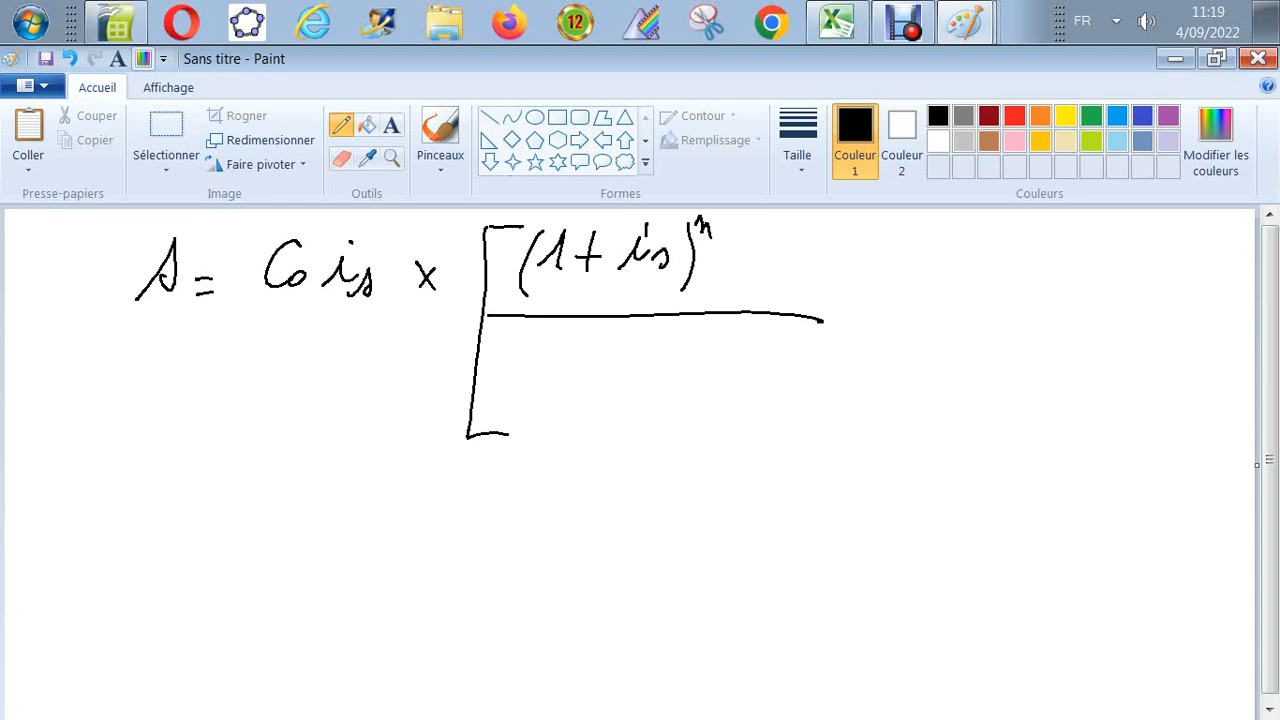 12
FR
11:19
4/09/2022
Sans titre - Paint
Accueil
Affichage
Coller
Couper
Copier
Presse-papiers
Sélectionner
Rogner
Redimensionner
Faire pivoter
Image
A
Outils
Pinceaux
Contour
Remplissage
Formes
Taille
Couleur 1
Couleur 2
Modifier les couleurs
Couleurs
s = Co is x [(1 + is)^n